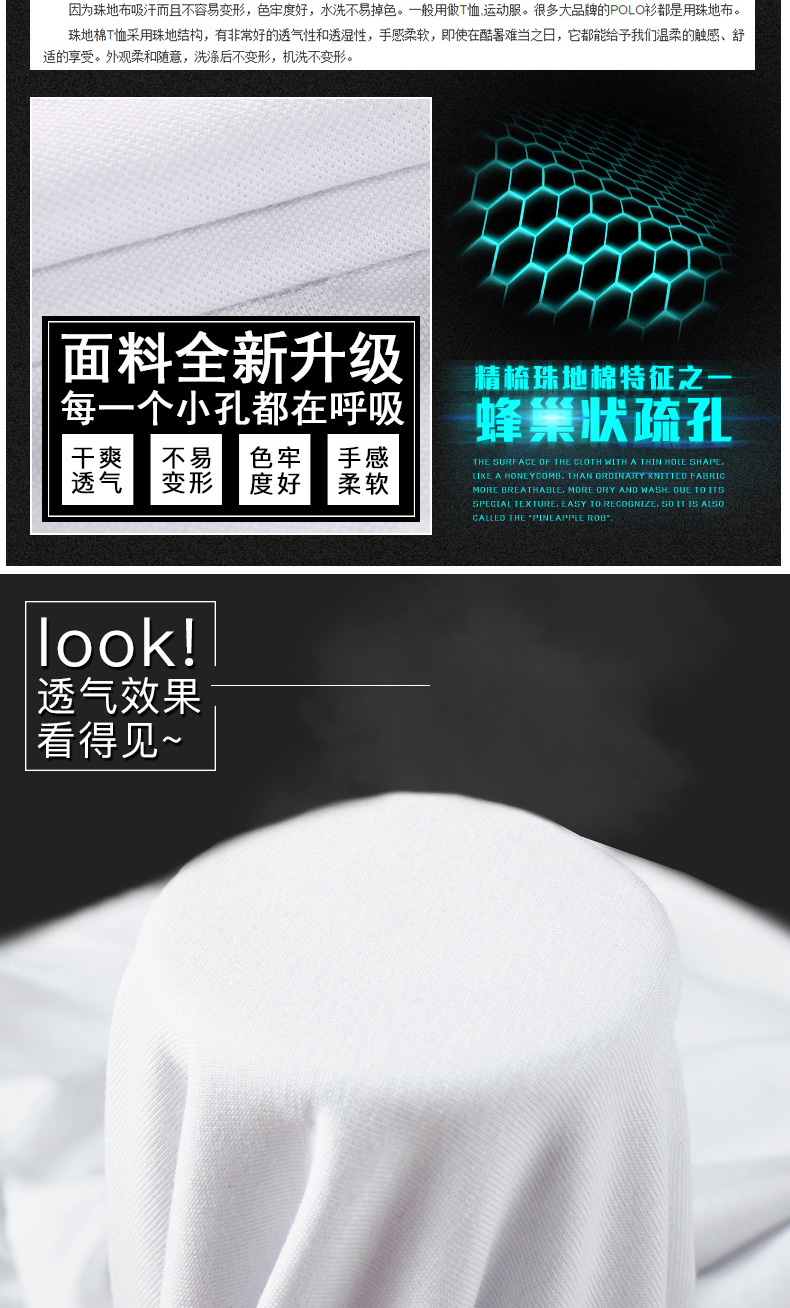 因为珠地布吸汗而且不容易变形，色牢度好，水洗不易掉色。一般用做T恤.运动服。很多大品牌的POLO衫都是用珠地布。
珠地棉T恤采用珠地结构，有非常好的透气性和透湿性，手感柔软，即使在酷暑难当之日，它都能给予我们温柔的触感、舒
适的享受。外观柔和随意，洗涤后不变形，机洗不变形。
面料全新升级
每一个小孔都在呼吸
干爽
透气
不易
变形
色牢
度好
手感
柔软
精梳珠地棉特征之一
蜂巢状疏孔
THE SURFACE OF THE CLOTH WITH A THIN HOLE SHAPE,
LIKE A HONEYCOMB, THAN ORDINARY KNITTED FABRIC
MORE BREATHABLE, MORE DRY AND WASH. DUE TO ITS
SPECIAL TEXTURE, EASY TO RECOGNIZE, SO IT IS ALSO
CALLED THE "PINEAPPLE ROB".
look!
透气效果
看得见~